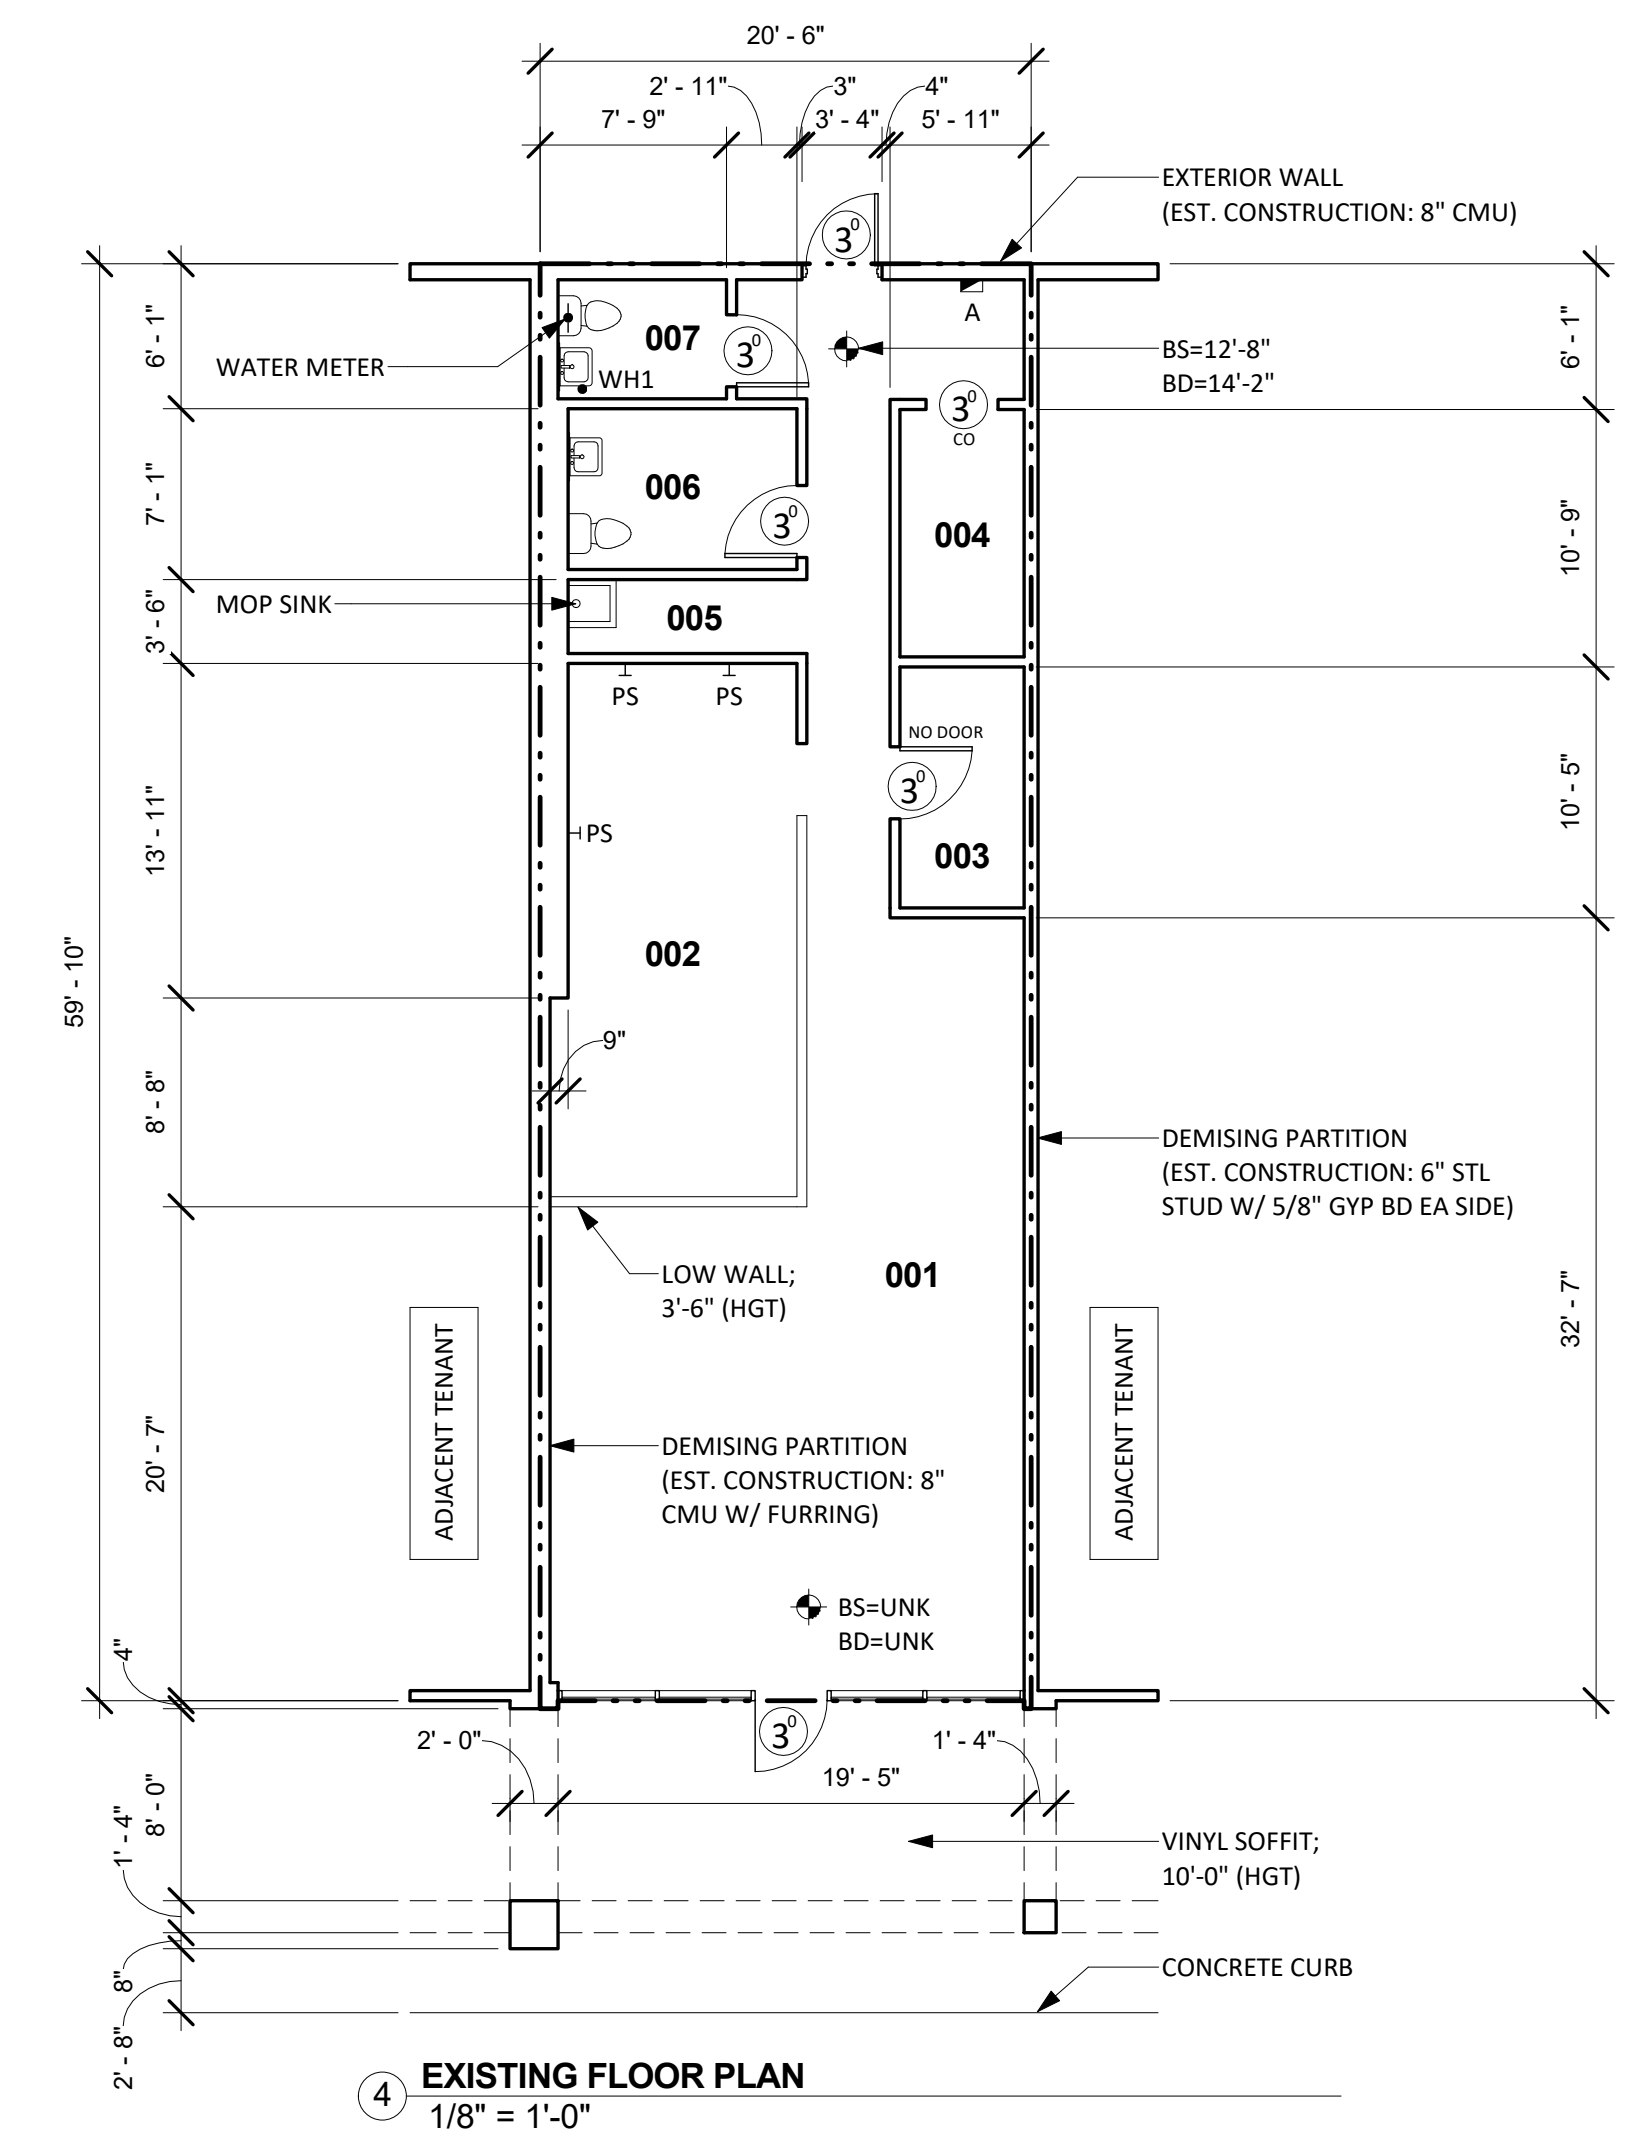 20' - 6"
2' - 11"
3"
4"
7' - 9"
3' - 4"
5' - 11"
EXTERIOR WALL
(EST. CONSTRUCTION: 8" CMU)
3⁰
6' - 1"
WATER METER
007
WH1
3⁰
A
BS=12'-8"
BD=14'-2"
6' - 1"
3⁰
CO
7' - 1"
006
3⁰
004
10' - 9"
3' - 6"
MOP SINK
005
PS
PS
NO DOOR
3⁰
003
10' - 5"
13' - 11"
PS
002
59' - 10"
9"
8' - 8"
DEMISING PARTITION
(EST. CONSTRUCTION: 6" STL
STUD W/ 5/8" GYP BD EA SIDE)
LOW WALL;
3'-6" (HGT)
001
32' - 7"
ADJACENT TENANT
ADJACENT TENANT
20' - 7"
DEMISING PARTITION
(EST. CONSTRUCTION: 8"
CMU W/ FURRING)
BS=UNK
BD=UNK
4"
3⁰
2' - 0"
1' - 4"
19' - 5"
8' - 0"
1' - 4"
VINYL SOFFIT;
10'-0" (HGT)
8"
CONCRETE CURB
2' - 8"
4
EXISTING FLOOR PLAN
1/8" = 1'-0"